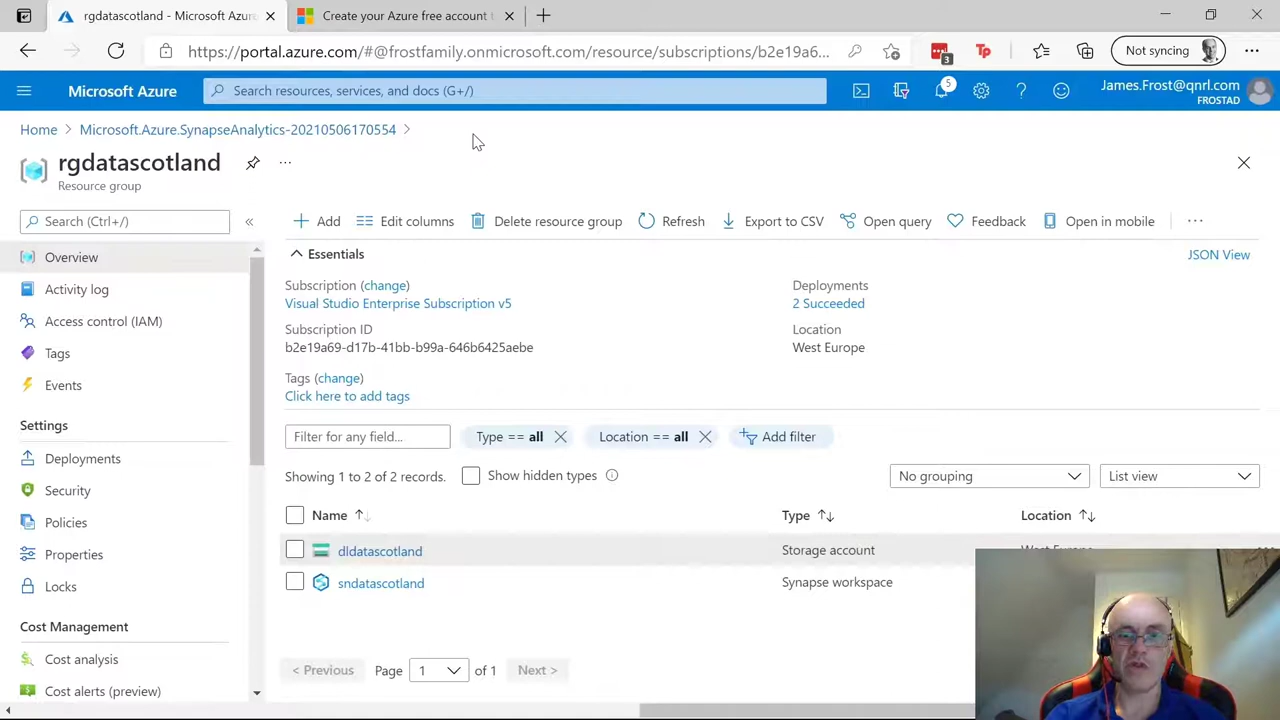 rgdatascotland - Microsoft Azure
Create your Azure free account t
https://portal.azure.com/#@frostfamily.onmicrosoft.com/resource/subscriptions/b2e19a6...
3
Not syncing
Microsoft Azure
Search resources, services, and docs (G+/)
5
James.Frost@qnrl.com
FROSTAD
Home > Microsoft.Azure.SynapseAnalytics-20210506170554 >
rgdatascotland
Resource group
Search (Ctrl+/)
Add
Edit columns
Delete resource group
Refresh
Export to CSV
Open query
Feedback
Open in mobile
Overview
Activity log
Access control (IAM)
Tags
Events
Settings
Deployments
Security
Policies
Properties
Locks
Cost Management
Cost analysis
Cost alerts (preview)
Essentials
JSON View
Subscription (change)
Visual Studio Enterprise Subscription v5
Subscription ID
b2e19a69-d17b-41bb-b99a-646b6425aebe
Tags (change)
Click here to add tags
Deployments
2 Succeeded
Location
West Europe
Filter for any field...
Type == all
Location == all
Add filter
Showing 1 to 2 of 2 records.
Show hidden types
No grouping
List view
Name
Type
Location
dldatascotland
Storage account
West Europe
sndatascotland
Synapse workspace
< Previous
Page
1
of 1
Next >